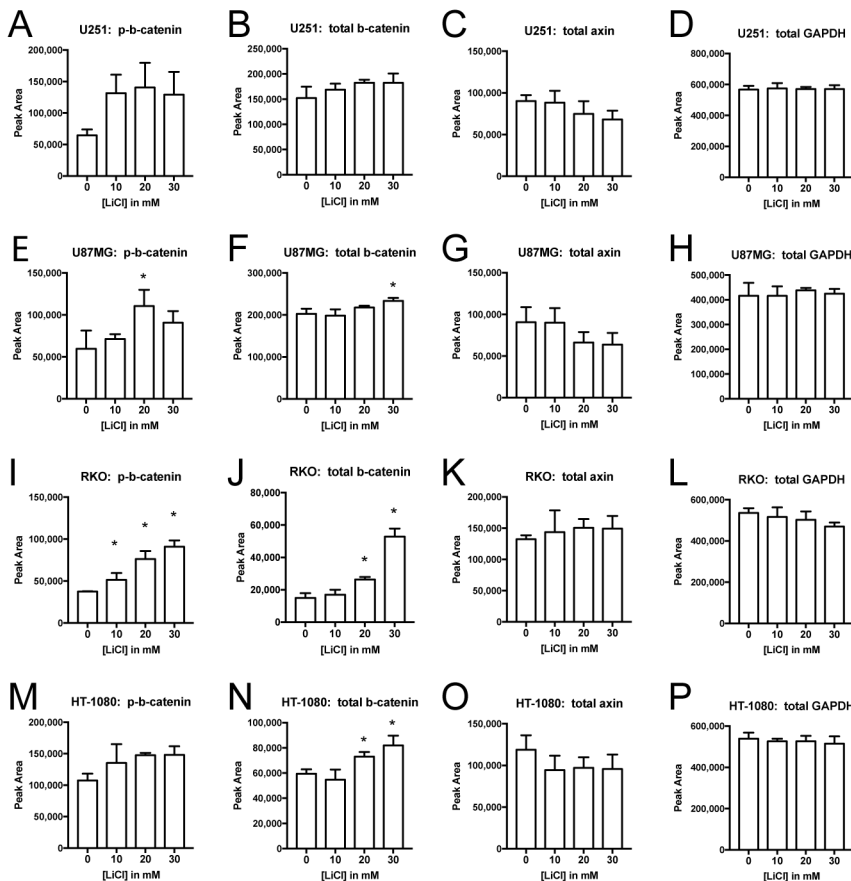 A
U251: p-b-catenin
Peak Area
200,000
150,000
100,000
50,000
0
0 10 20 30
[LiCl] in mM
B
U251: total b-catenin
Peak Area
250,000
200,000
150,000
100,000
50,000
0
0 10 20 30
[LiCl] in mM
C
U251: total axin
Peak Area
150,000
100,000
50,000
0
0 10 20 30
[LiCl] in mM
D
U251: total GAPDH
Peak Area
800,000
600,000
400,000
200,000
0
0 10 20 30
[LiCl] in mM
E
U87MG: p-b-catenin
Peak Area
150,000
100,000
50,000
0
*
0 10 20 30
[LiCl] in mM
F
U87MG: total b-catenin
Peak Area
300,000
200,000
100,000
0
*
0 10 20 30
[LiCl] in mM
G
U87MG: total axin
Peak Area
150,000
100,000
50,000
0
0 10 20 30
[LiCl] in mM
H
U87MG: total GAPDH
Peak Area
500,000
400,000
300,000
200,000
100,000
0
0 10 20 30
[LiCl] in mM
I
RKO: p-b-catenin
Peak Area
150,000
100,000
50,000
0
* * *
0 10 20 30
[LiCl] in mM
J
RKO: total b-catenin
Peak Area
80,000
60,000
40,000
20,000
0
* *
0 10 20 30
[LiCl] in mM
K
RKO: total axin
Peak Area
200,000
150,000
100,000
50,000
0
0 10 20 30
[LiCl] in mM
L
RKO: total GAPDH
Peak Area
600,000
400,000
200,000
0
0 10 20 30
[LiCl] in mM
M
HT-1080: p-b-catenin
Peak Area
200,000
150,000
100,000
50,000
0
0 10 20 30
[LiCl] in mM
N
HT-1080: total b-catenin
Peak Area
100,000
80,000
60,000
40,000
20,000
0
* *
0 10 20 30
[LiCl] in mM
O
HT-1080: total axin
Peak Area
150,000
100,000
50,000
0
0 10 20 30
[LiCl] in mM
P
HT-1080: total GAPDH
Peak Area
600,000
400,000
200,000
0
0 10 20 30
[LiCl] in mM